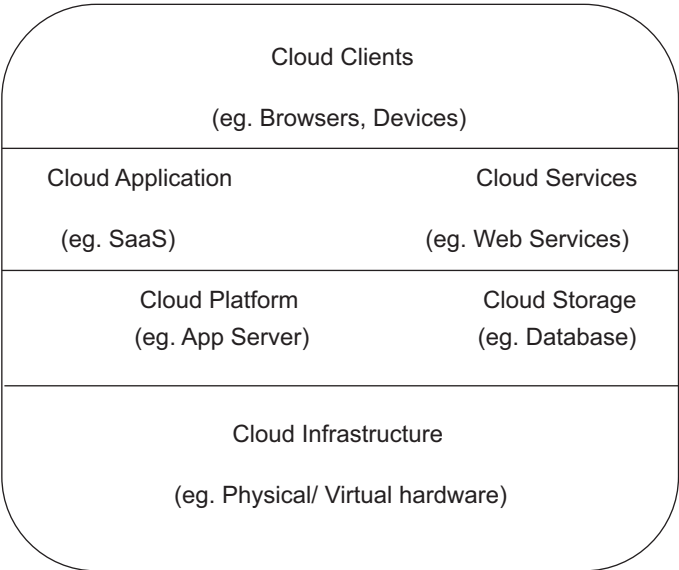 Cloud Clients
(eg. Browsers, Devices)
Cloud Application Cloud Services
(eg. SaaS) (eg. Web Services)
Cloud Platform Cloud Storage
(eg. App Server) (eg. Database)
Cloud Infrastructure
(eg. Physical/ Virtual hardware)